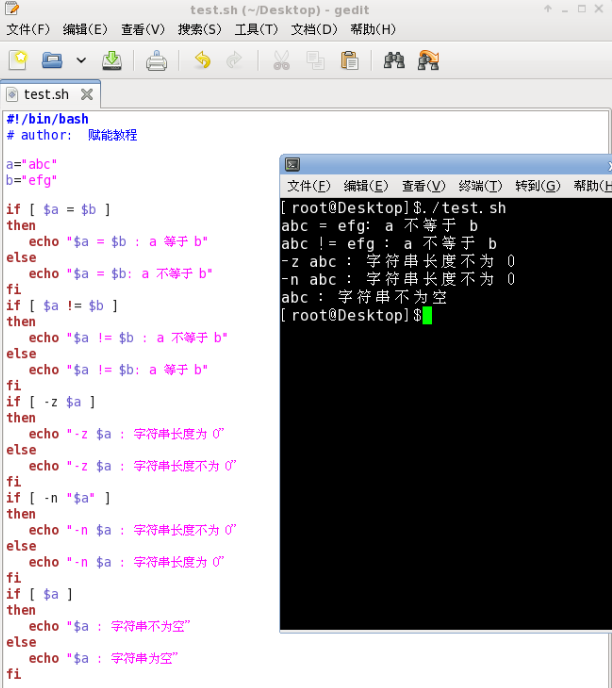 test.sh (~/Desktop) - gedit
文件(F) 编辑(E) 查看(V) 搜索(S) 工具(T) 文档(D) 帮助(H)
test.sh
#!/bin/bash
# author: 赋能教程
a="abc"
b="efg"
if [ $a = $b ]
then
echo "$a = $b : a 等于 b"
else
echo "$a = $b: a 不等于 b"
fi
if [ $a != $b ]
then
echo "$a != $b : a 不等于 b"
else
echo "$a != $b: a 等于 b"
fi
if [ -z $a ]
then
echo "-z $a : 字符串长度为 0”
else
echo "-z $a : 字符串长度不为 0”
fi
if [ -n "$a" ]
then
echo "-n $a : 字符串长度不为 0”
else
echo "-n $a : 字符串长度为 0”
fi
if [ $a ]
then
echo "$a : 字符串不为空”
else
echo "$a : 字符串为空”
fi
文件(F) 编辑(E) 查看(V) 终端(T) 转到(G) 帮助(H
[root@Desktop]$./test.sh
abc = efg: a 不等于 b
abc != efg : a 不等于 b
-z abc : 字符串长度不为 0
-n abc : 字符串长度不为 0
abc : 字符串不为空
[root@Desktop]$